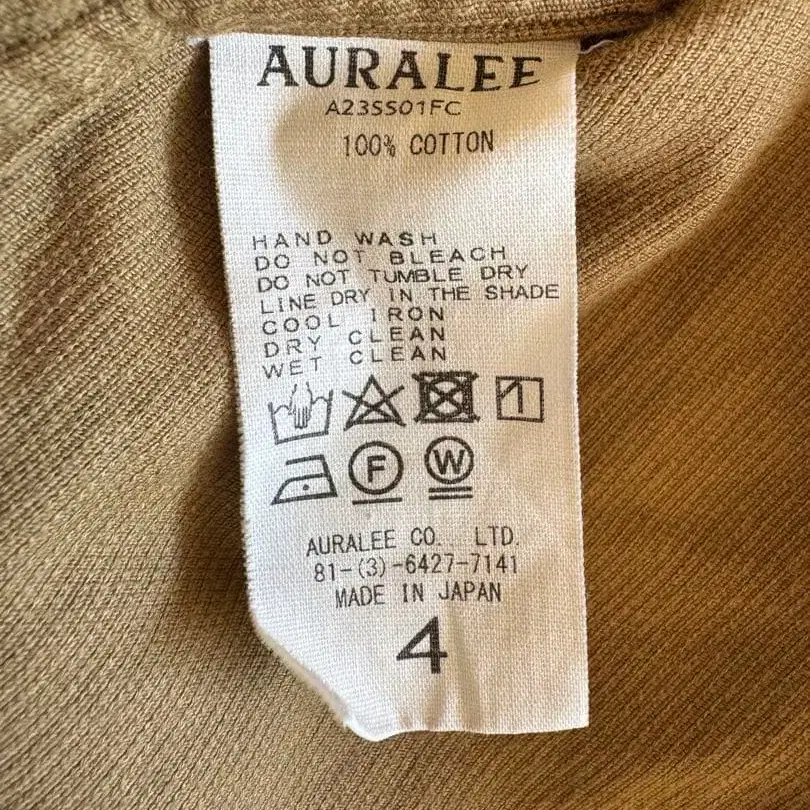 AURALEE
A23SS01FC
100% COTTON
HAND WASH
DO NOT BLEACH
DO NOT TUMBLE DRY
LINE DRY IN THE SHADE
COOL IRON
DRY CLEAN
WET CLEAN
F W
AURALEE CO. LTD.
81-(3)-6427-7141
MADE IN JAPAN
4